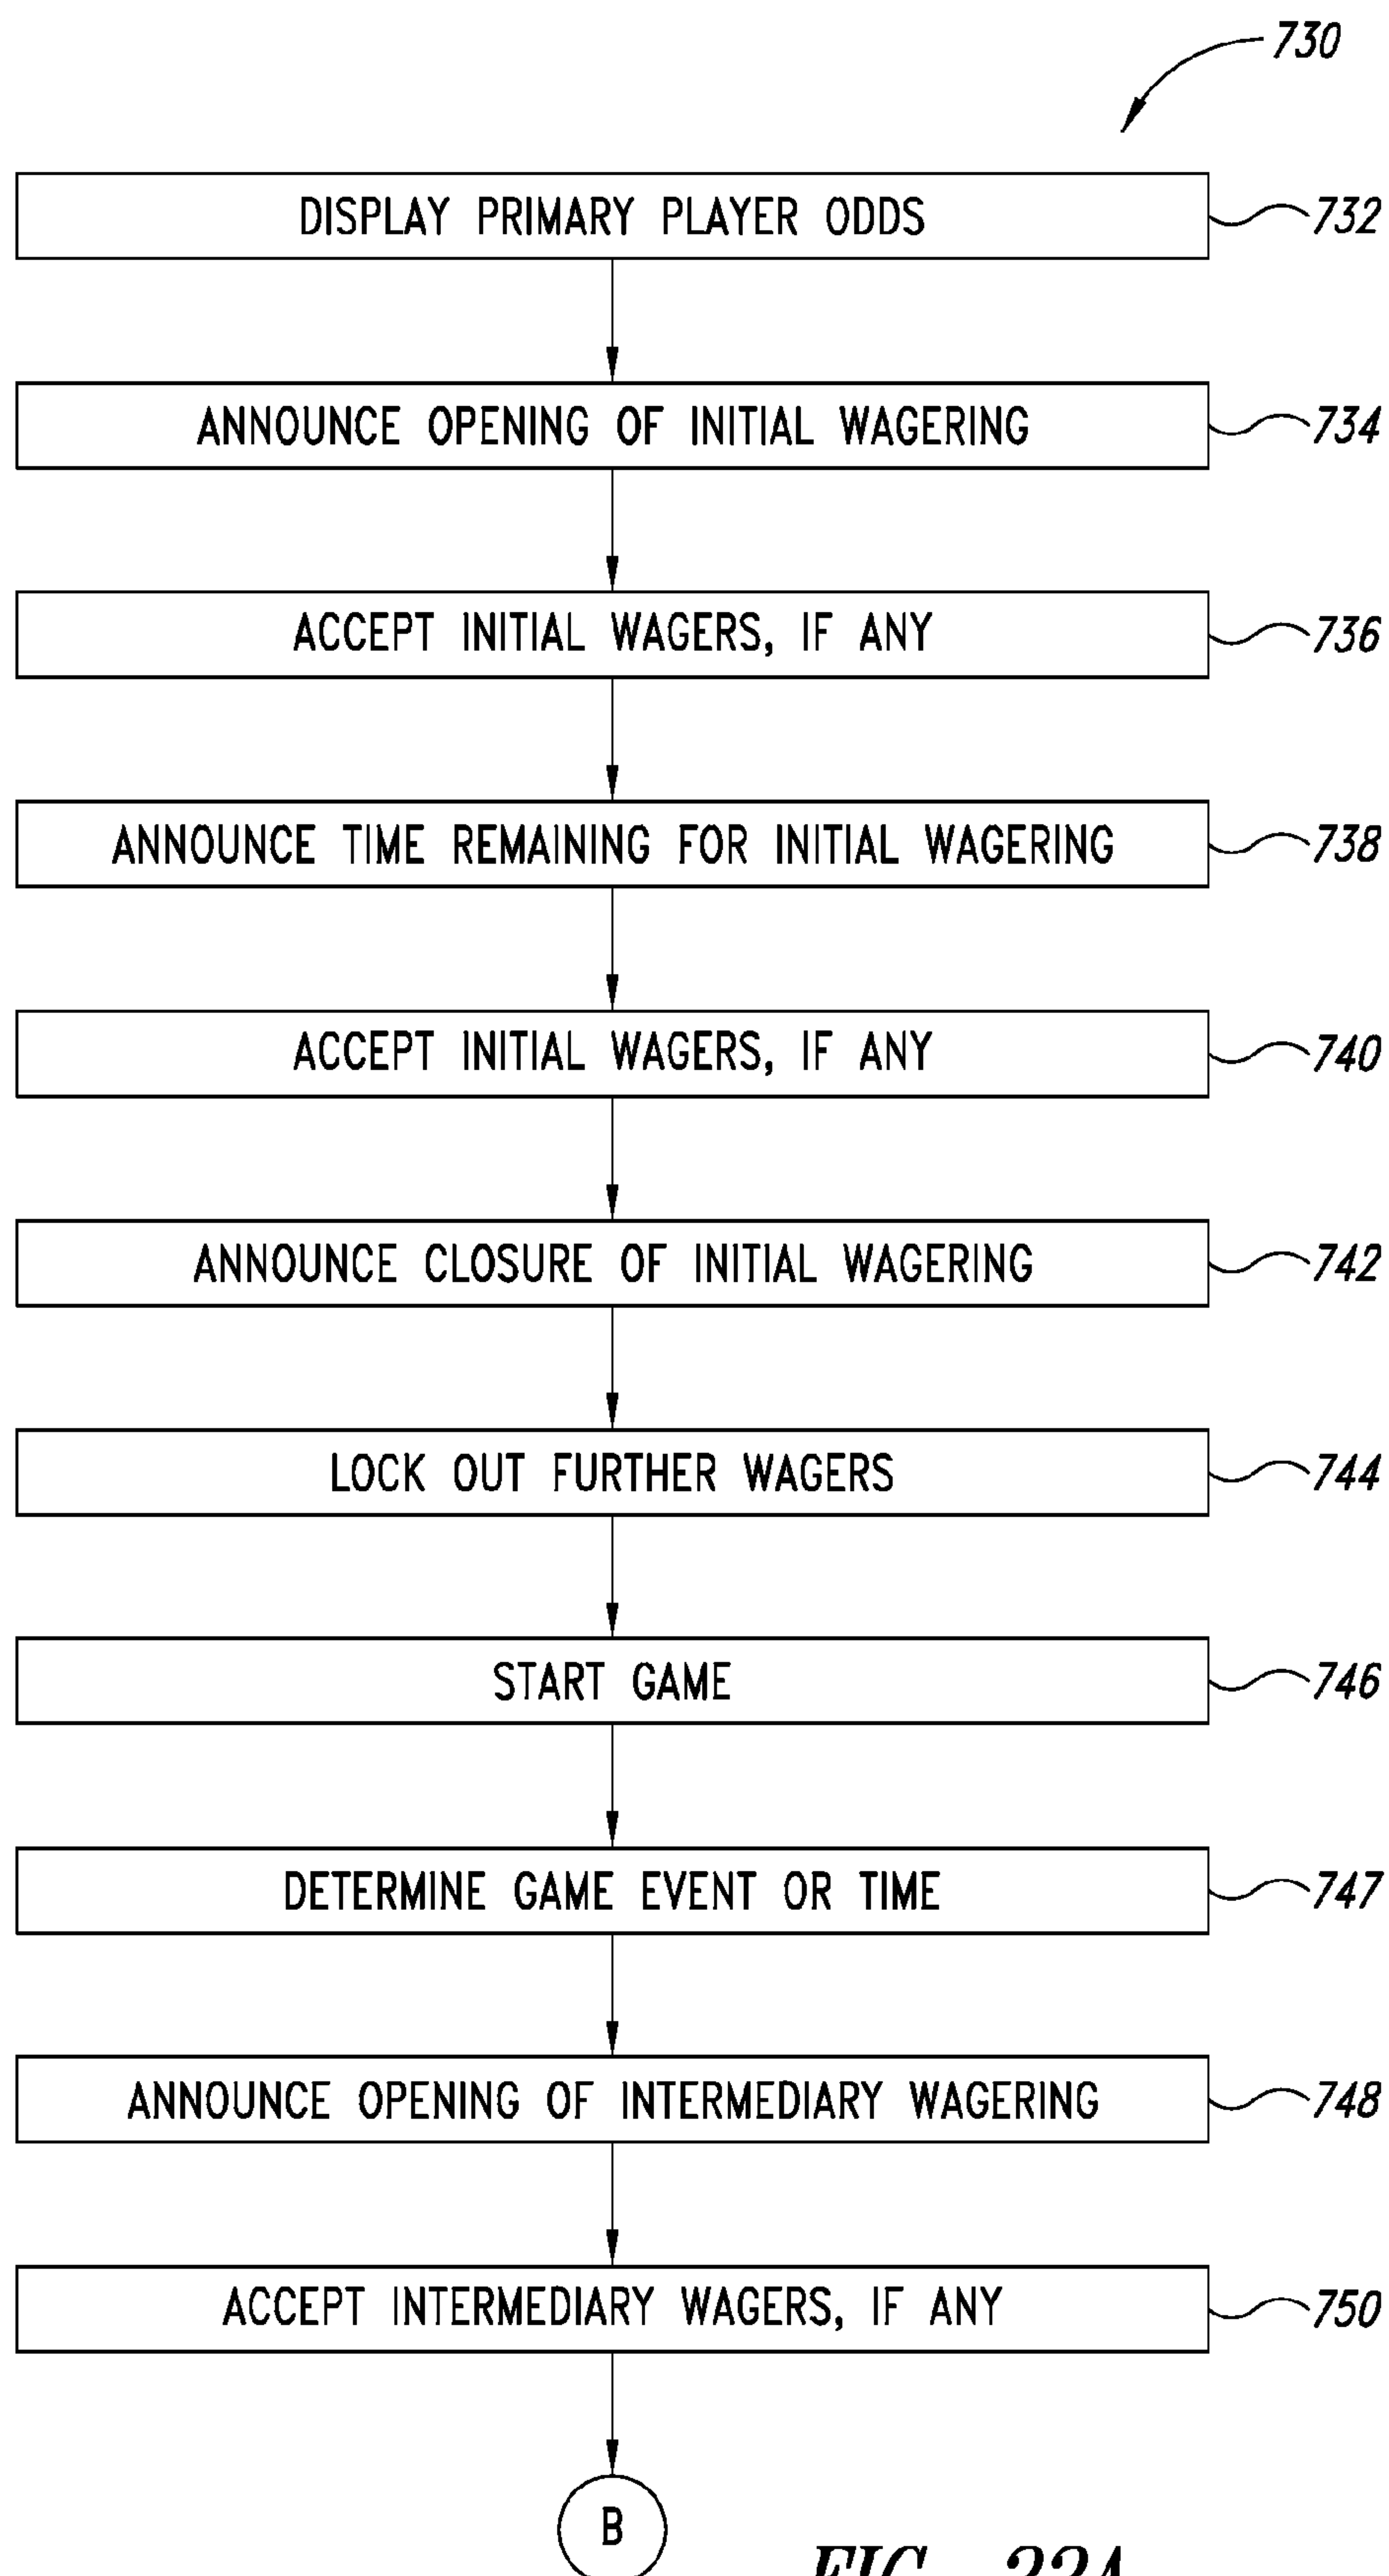 730
DISPLAY PRIMARY PLAYER ODDS 732
ANNOUNCE OPENING OF INITIAL WAGERING 734
ACCEPT INITIAL WAGERS, IF ANY 736
ANNOUNCE TIME REMAINING FOR INITIAL WAGERING 738
ACCEPT INITIAL WAGERS, IF ANY 740
ANNOUNCE CLOSURE OF INITIAL WAGERING 742
LOCK OUT FURTHER WAGERS 744
START GAME 746
DETERMINE GAME EVENT OR TIME 747
ANNOUNCE OPENING OF INTERMEDIARY WAGERING 748
ACCEPT INTERMEDIARY WAGERS, IF ANY 750
B
FIG. 22A